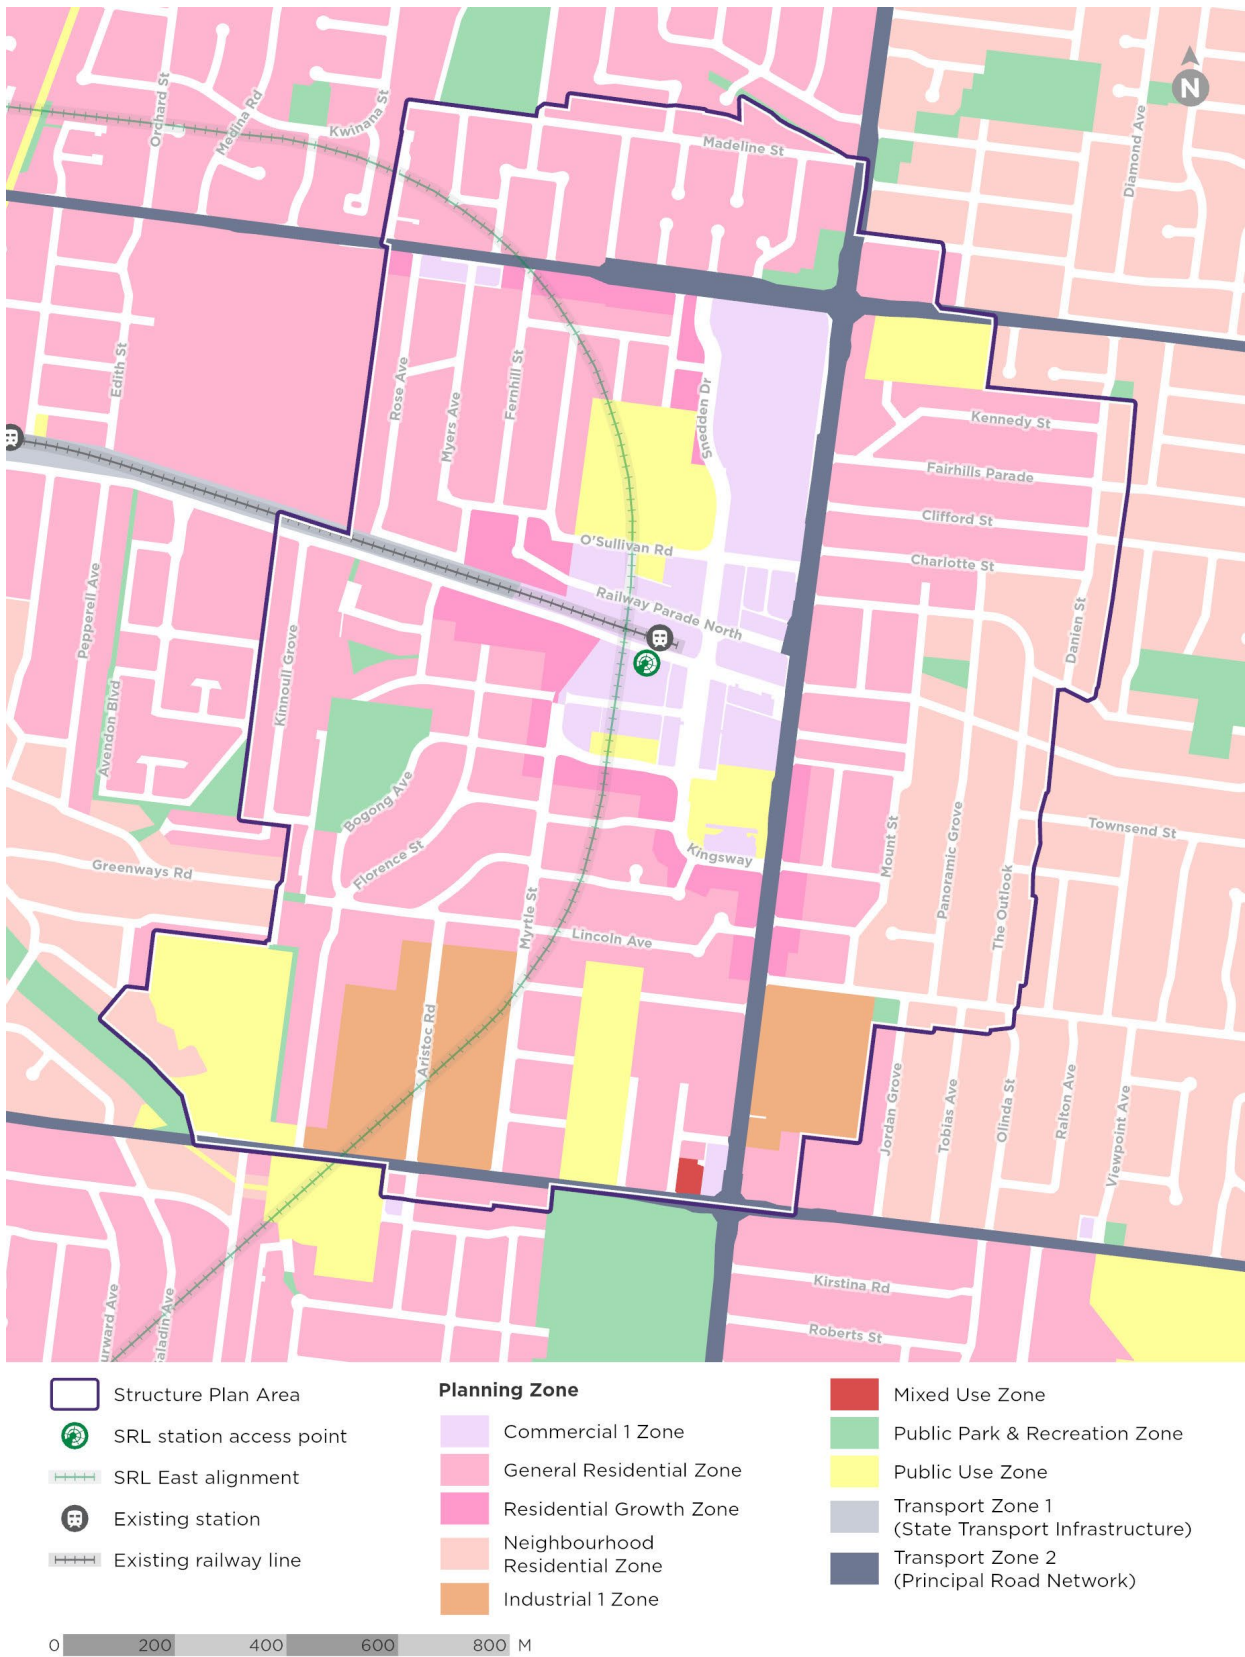 N
Orchard St
Medina Rd
Kwinana St
Madeline St
Diamond Ave
Edith St
Rose Ave
Myers Ave
Fernhill St
Snedden Dr
Kennedy St
Fairhills Parade
Clifford St
Charlotte St
O'Sullivan Rd
Railway Parade North
Pepperell Ave
Avendon Blvd
Kinnoull Grove
Danien St
Bogong Ave
Florence St
Greenways Rd
Kingsway
Mount St
Panoramic Grove
The Outlook
Townsend St
Myrtle St
Lincoln Ave
Aristoc Rd
Jordan Grove
Tobias Ave
Olinda St
Ralton Ave
Viewpoint Ave
urward Ave
aladin Ave
Kirstina Rd
Roberts St
Structure Plan Area
SRL station access point
SRL East alignment
Existing station
Existing railway line
Planning Zone
Commercial 1 Zone
General Residential Zone
Residential Growth Zone
Neighbourhood
Residential Zone
Industrial 1 Zone
Mixed Use Zone
Public Park & Recreation Zone
Public Use Zone
Transport Zone 1
(State Transport Infrastructure)
Transport Zone 2
(Principal Road Network)
0 200 400 600 800 M